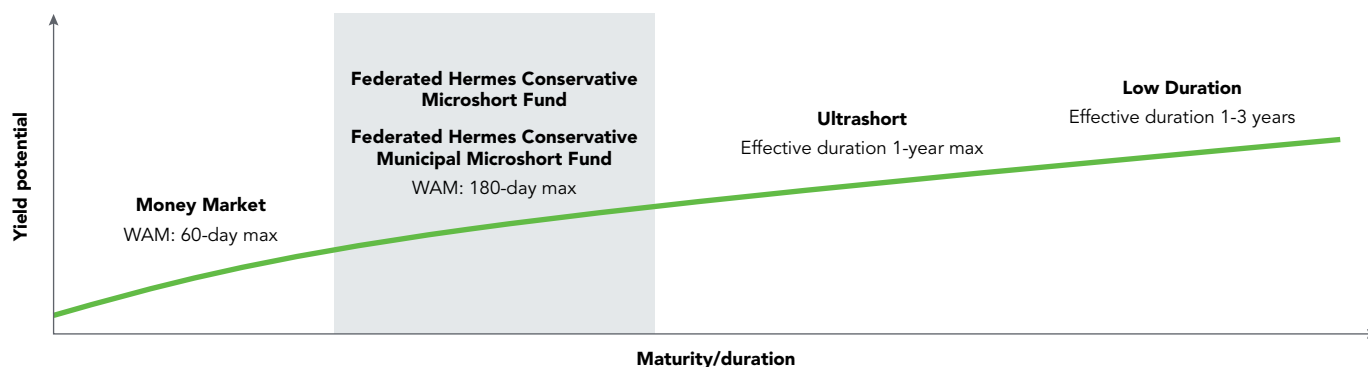 Yield potential
Money Market
WAM: 60-day max
Federated Hermes Conservative
Microshort Fund
Federated Hermes Conservative
Municipal Microshort Fund
WAM: 180-day max
Ultrashort
Effective duration 1-year max
Low Duration
Effective duration 1-3 years
Maturity/duration